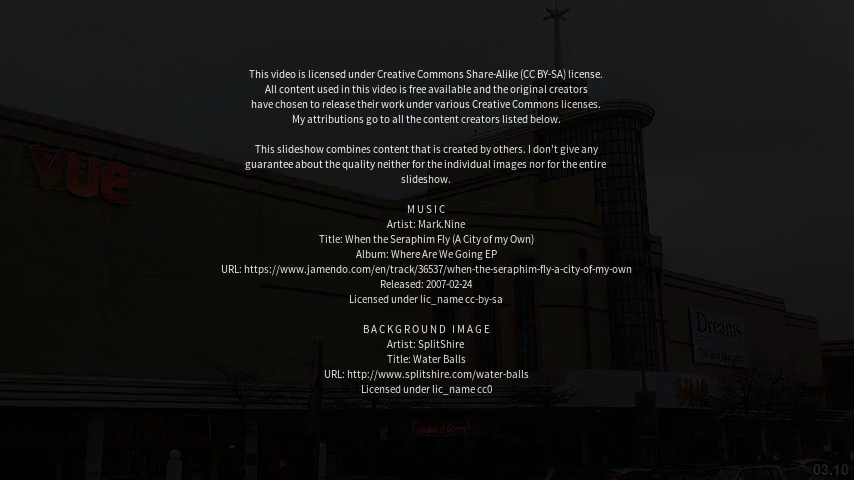 This video is licensed under Creative Commons Share-Alike (CC BY-SA) license.
All content used in this video is free available and the original creators
have chosen to release their work under various Creative Commons licenses.
My attributions go to all the content creators listed below.
This slideshow combines content that is created by others. I don't give any
guarantee about the quality neither for the individual images nor for the entire
slideshow.
MUSIC
Artist: Mark.Nine
Title: When the Seraphim Fly (A City of my Own)
Album: Where Are We Going EP
URL: https://www.jamendo.com/en/track/36537/when-the-seraphim-fly-a-city-of-my-own
Released: 2007-02-24
Licensed under lic_name cc-by-sa
BACKGROUND IMAGE
Artist: SplitShire
Title: Water Balls
URL: http://www.splitshire.com/water-balls
Licensed under lic_name cc0
vue
Dreams
03.10